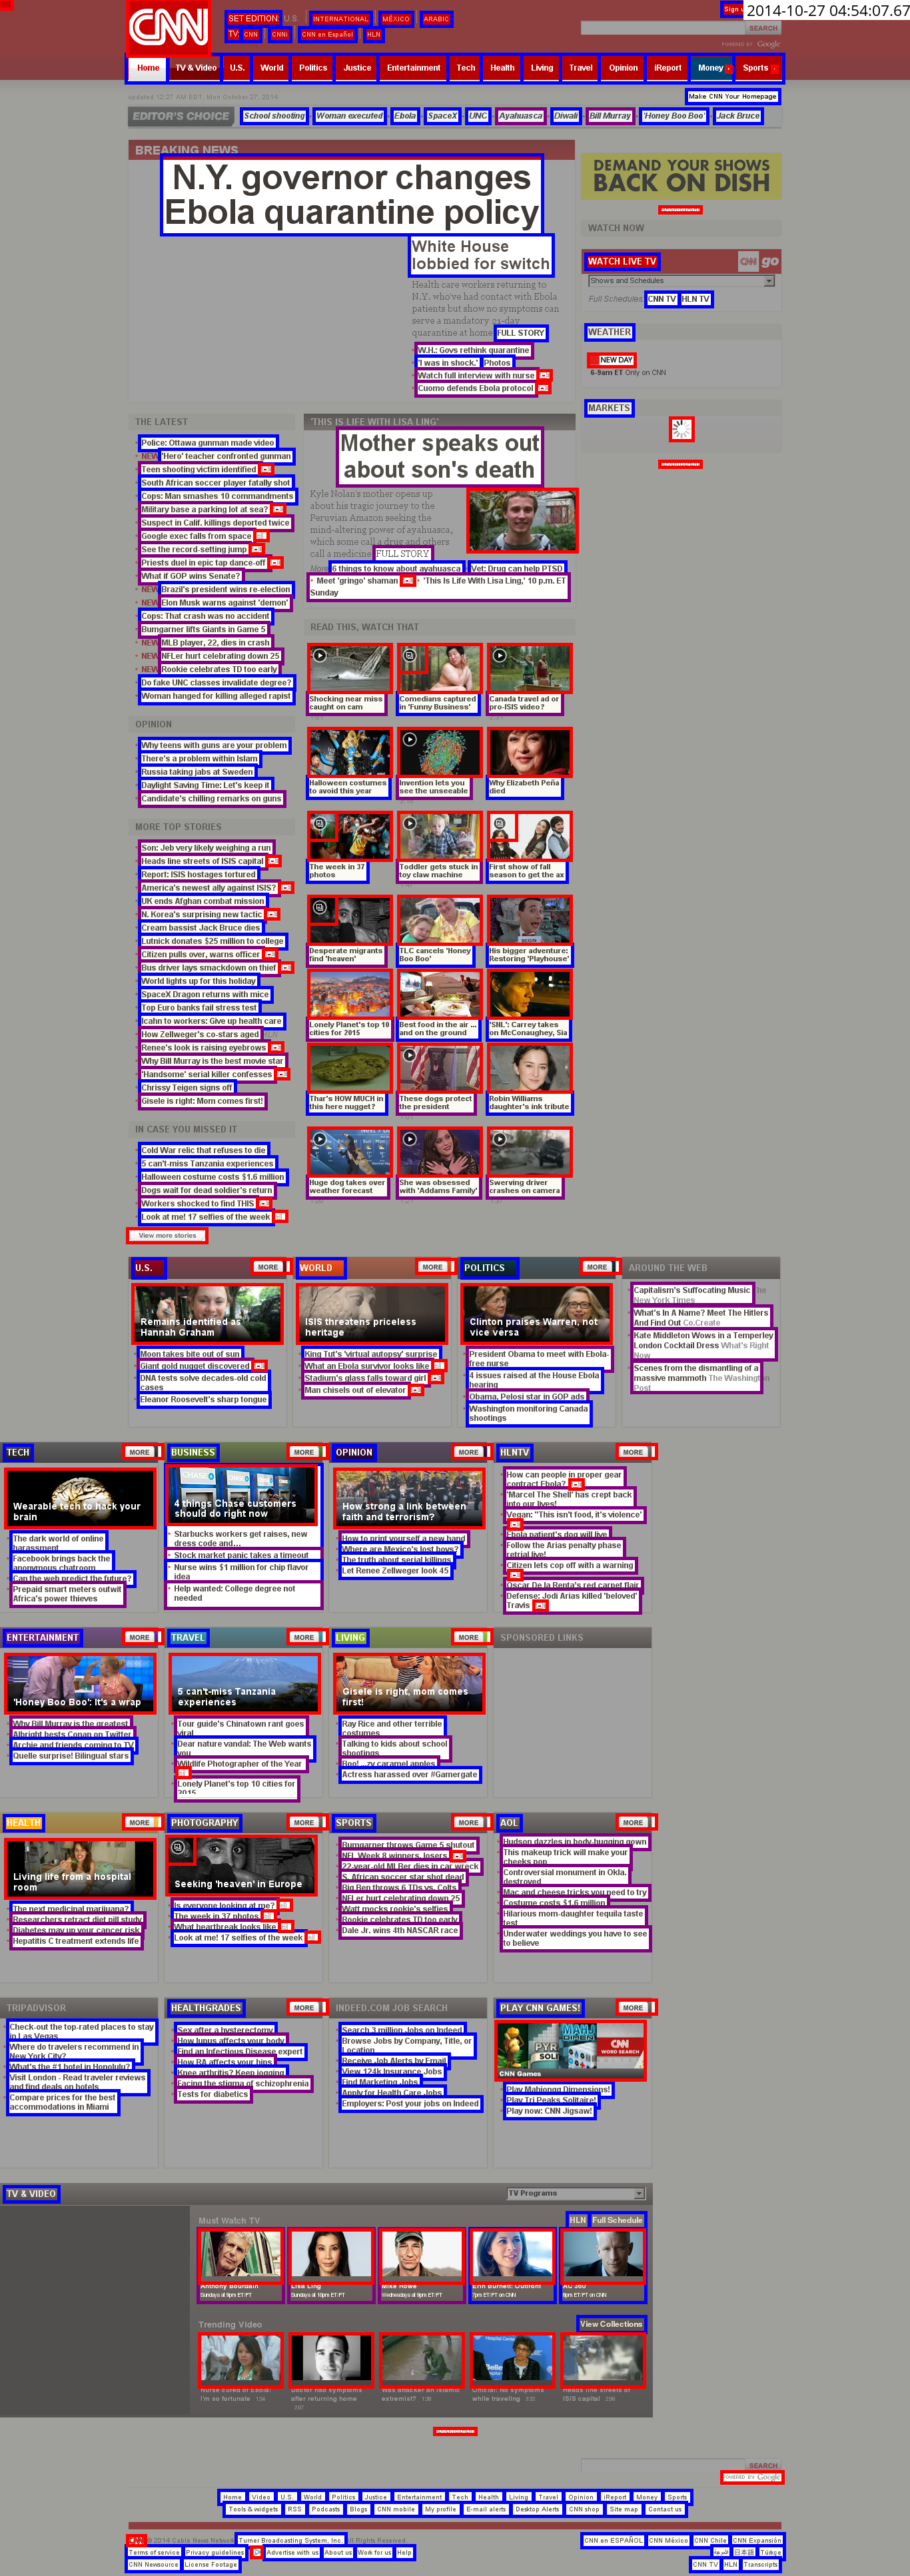 2014-10-27 04:54:07.67
CNN
SET EDITION: U.S. INTERNATIONAL MÉXICO ARABIC
TV: CNN CNNi CNN en Español HLN
SEARCH
POWERED BY Google
Home TV & Video U.S. World Politics Justice Entertainment Tech Health Living Travel Opinion iReport Money Sports
updated 12:27 AM EDT, Mon October 27, 2014
Make CNN Your Homepage
EDITOR'S CHOICE School shooting Woman executed Ebola SpaceX UNC Ayahuasca Diwali Bill Murray 'Honey Boo Boo' Jack Bruce
BREAKING NEWS
N.Y. governor changes
Ebola quarantine policy
White House
lobbied for switch
Health care workers returning to
N.Y. who've had contact with Ebola
patients but show no symptoms can
serve a mandatory 21-day
quarantine at home FULL STORY
W.H.: Govs rethink quarantine
'I was in shock.' Photos
Watch full interview with nurse
Cuomo defends Ebola protocol
DEMAND YOUR SHOWS
BACK ON DISH
WATCH NOW
WATCH LIVE TV
CNN go
Shows and Schedules
Full Schedules: CNN TV HLN TV
WEATHER
NEW DAY
6-9am ET Only on CNN
MARKETS
THE LATEST
Police: Ottawa gunman made video
NEW 'Hero' teacher confronted gunman
Teen shooting victim identified
South African soccer player fatally shot
Cops: Man smashes 10 commandments
Military base a parking lot at sea?
Suspect in Calif. killings deported twice
Google exec falls from space
See the record-setting jump
Priests duel in epic tap dance-off
What if GOP wins Senate?
NEW Brazil's president wins re-election
NEW Elon Musk warns against 'demon'
Cops: That crash was no accident
Bumgarner lifts Giants in Game 5
NEW MLB player, 22, dies in crash
NEW NFLer hurt celebrating down 25
NEW Rookie celebrates TD too early
Do fake UNC classes invalidate degree?
Woman hanged for killing alleged rapist
OPINION
Why teens with guns are your problem
There's a problem within Islam
Russia taking jabs at Sweden
Daylight Saving Time: Let's keep it
Candidate's chilling remarks on guns
MORE TOP STORIES
Son: Jeb very likely weighing a run
Heads line streets of ISIS capital
Report: ISIS hostages tortured
America's newest ally against ISIS?
UK ends Afghan combat mission
N. Korea's surprising new tactic
Cream bassist Jack Bruce dies
Lutnick donates $25 million to college
Citizen pulls over, warns officer
Bus driver lays smackdown on thief
World lights up for this holiday
SpaceX Dragon returns with mice
Top Euro banks fail stress test
Icahn to workers: Give up health care
How Zellweger's co-stars aged
Renee's look is raising eyebrows
Why Bill Murray is the best movie star
'Handsome' serial killer confesses
Chrissy Teigen signs off
Gisele is right: Mom comes first!
IN CASE YOU MISSED IT
Cold War relic that refuses to die
5 can't-miss Tanzania experiences
Halloween costume costs $1.6 million
Dogs wait for dead soldier's return
Workers shocked to find THIS
Look at me! 17 selfies of the week
View more stories
'THIS IS LIFE WITH LISA LING'
Mother speaks out
about son's death
Kyle Nolan's mother opens up
about his tragic journey to the
Peruvian Amazon seeking the
mind-altering power of ayahuasca,
which some call a drug and others
call a medicine FULL STORY
More 6 things to know about ayahuasca Vet: Drug can help PTSD
Meet 'gringo' shaman 'This Is Life With Lisa Ling,' 10 p.m. ET
Sunday
READ THIS, WATCH THAT
Shocking near miss
caught on cam
Comedians captured
in 'Funny Business'
Canada travel ad or
pro-ISIS video?
Halloween costumes
to avoid this year
Invention lets you
see the unseeable
Why Elizabeth Peña
died
The week in 37
photos
Toddler gets stuck in
toy claw machine
First show of fall
season to get the ax
Desperate migrants
find 'heaven'
TLC cancels 'Honey
Boo Boo'
His bigger adventure:
Restoring 'Playhouse'
Lonely Planet's top 10
cities for 2015
Best food in the air ...
and on the ground
'SNL': Carrey takes
on McConaughey, Sia
Thar's HOW MUCH in
this here nugget?
These dogs protect
the president
Robin Williams
daughter's ink tribute
Huge dog takes over
weather forecast
She was obsessed
with 'Addams Family'
Swerving driver
crashes on camera
U.S. MORE
Remains identified as
Hannah Graham
Moon takes bite out of sun
Giant gold nugget discovered
DNA tests solve decades-old cold
cases
Eleanor Roosevelt's sharp tongue
WORLD MORE
ISIS threatens priceless
heritage
King Tut's 'virtual autopsy' surprise
What an Ebola survivor looks like
Stadium's glass falls toward girl
Man chisels out of elevator
POLITICS MORE
Clinton praises Warren, not
vice versa
President Obama to meet with Ebola-
free nurse
4 issues raised at the House Ebola
hearing
Obama, Pelosi star in GOP ads
Washington monitoring Canada
shootings
AROUND THE WEB
Capitalism's Suffocating Music The
New York Times
What's In A Name? Meet The Hitlers
And Find Out Co.Create
Kate Middleton Wows in a Temperley
London Cocktail Dress What's Right
Now
Scenes from the dismantling of a
massive mammoth The Washington
Post
TECH MORE
Wearable tech to hack your
brain
The dark world of online
harassment
Facebook brings back the
anonymous chatroom
Can the web predict the future?
Prepaid smart meters outwit
Africa's power thieves
BUSINESS MORE
4 things Chase customers
should do right now
Starbucks workers get raises, new
dress code and...
Stock market panic takes a timeout
Nurse wins $1 million for chip flavor
idea
Help wanted: College degree not
needed
OPINION MORE
How strong a link between
faith and terrorism?
How to print yourself a new hand
Where are Mexico's lost boys?
The truth about serial killings
Let Renee Zellweger look 45
HLNTV MORE
How can people in proper gear
contract Ebola?
'Marcel The Shell' has crept back
into our lives!
Vegan: "This isn't food, it's violence'
Ebola patient's dog will live
Follow the Arias penalty phase
retrial live!
Citizen lets cop off with a warning
Oscar De la Renta's red carpet flair
Defense: Jodi Arias killed 'beloved'
Travis
ENTERTAINMENT MORE
'Honey Boo Boo': It's a wrap
Why Bill Murray is the greatest
Albright bests Conan on Twitter
Archie and friends coming to TV
Quelle surprise! Bilingual stars
TRAVEL MORE
5 can't-miss Tanzania
experiences
Tour guide's Chinatown rant goes
viral
Dear nature vandal: The Web wants
you
Wildlife Photographer of the Year
Lonely Planet's top 10 cities for
2015
LIVING MORE
Gisele is right, mom comes
first!
Ray Rice and other terrible
costumes
Talking to kids about school
shootings
Actress harassed over #Gamergate
SPONSORED LINKS
HEALTH MORE
Living life from a hospital
room
The next medicinal marijuana?
Researchers retract diet pill study
Diabetes may up your cancer risk
Hepatitis C treatment extends life
PHOTOGRAPHY MORE
Seeking 'heaven' in Europe
Is everyone looking at me?
The week in 37 photos
What heartbreak looks like
Look at me! 17 selfies of the week
SPORTS MORE
Bumgarner throws Game 5 shutout
NFL Week 8 winners, losers
22-year-old MLBer dies in car wreck
S. African soccer star shot dead
Big Ben throws 6 TDs vs. Colts
NFLer hurt celebrating down 25
Watt mocks rookie's selfies
Rookie celebrates TD too early
Dale Jr. wins 4th NASCAR race
AOL MORE
Hudson dazzles in body-hugging gown
This makeup trick will make your
cheeks pop
Controversial monument in Okla.
destroyed
Mac and cheese tricks you need to try
Costume costs $1.6 million
Hilarious mom-daughter tequila taste
test
Underwater weddings you have to see
to believe
TRIPADVISOR
Check-out the top-rated places to stay
in Las Vegas
Where do travelers recommend in
New York City?
What's the #1 hotel in Honolulu?
Visit London - Read traveler reviews
and find deals on hotels
Compare prices for the best
accommodations in Miami
HEALTHGRADES MORE
Sex after a hysterectomy
How lupus affects your body
Find an Infectious Disease expert
How RA affects your hips
Knee arthritis? Keep jogging
Facing the stigma of schizophrenia
Tests for diabetics
INDEED.COM JOB SEARCH
Search 3 million Jobs on Indeed
Browse Jobs by Company, Title, or
Location
Receive Job Alerts by Email
View 124k Insurance Jobs
Find Marketing Jobs
Apply for Health Care Jobs
Employers: Post your jobs on Indeed
PLAY CNN GAMES! MORE
CNN Games
Play Mahjongg Dimensions!
Play Tri Peaks Solitaire!
Play now: CNN Jigsaw!
TV & VIDEO
TV Programs
Must Watch TV
HLN Full Schedule
Anthony Bourdain
Sundays at 9pm ET/PT
Lisa Ling
Sundays at 10pm ET/PT
Mike Rowe
Wednesdays at 9pm ET/PT
Erin Burnett: Outfront
7pm ET/PT on CNN
AC 360
8pm ET/PT on CNN
Trending Video
View Collections
Nurse cured of Ebola:
I'm so fortunate
Doctor had symptoms
after returning home
Was attacker an Islamic
extremist?
Official: No symptoms
while traveling
Heads line streets of
ISIS capital
SEARCH
POWERED BY Google
Home Video U.S. World Politics Justice Entertainment Tech Health Living Travel Opinion iReport Money Sports
Tools & widgets RSS Podcasts Blogs CNN mobile My profile E-mail alerts Desktop Alerts CNN shop Site map Contact us
© 2014 Cable News Network. Turner Broadcasting System, Inc. All Rights Reserved.
Terms of service Privacy guidelines Advertise with us About us Work for us Help
CNN Newsource License Footage
CNN en ESPAÑOL CNN México CNN Chile CNN Expansión
日本語 Türkçe
CNN TV HLN Transcripts